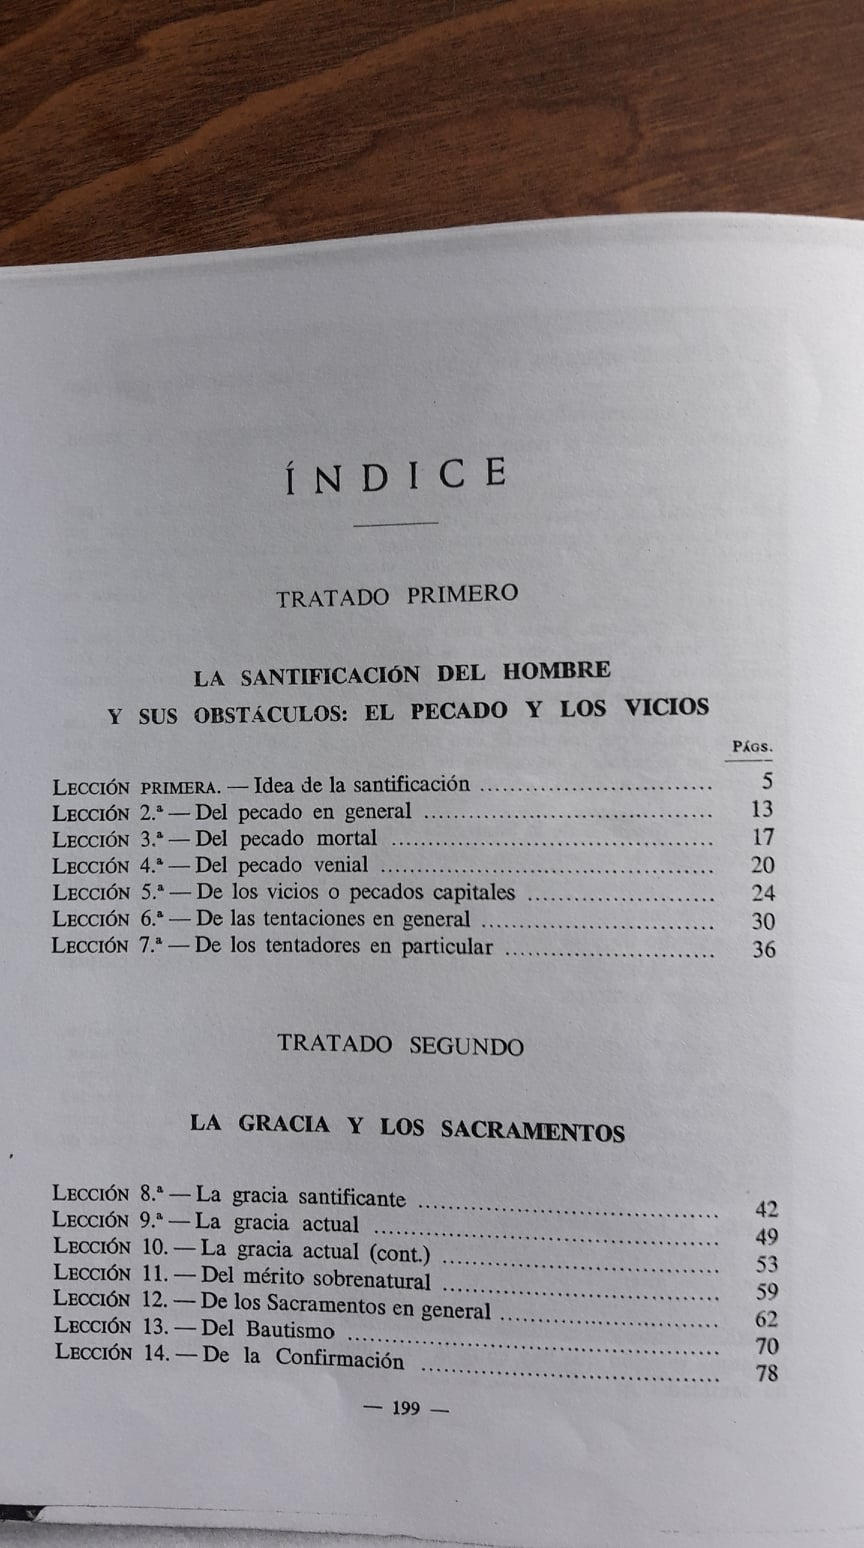 ÍNDICE
TRATADO PRIMERO
LA SANTIFICACIÓN DEL HOMBRE
Y SUS OBSTÁCULOS: EL PECADO Y LOS VICIOS
PÁGS.
LECCIÓN PRIMERA. — Idea de la santificación .............................. 5
LECCIÓN 2.ª — Del pecado en general .............................. 13
LECCIÓN 3.ª — Del pecado mortal .............................. 17
LECCIÓN 4.ª — Del pecado venial .............................. 20
LECCIÓN 5.ª — De los vicios o pecados capitales .............................. 24
LECCIÓN 6.ª — De las tentaciones en general .............................. 30
LECCIÓN 7.ª — De los tentadores en particular .............................. 36
TRATADO SEGUNDO
LA GRACIA Y LOS SACRAMENTOS
LECCIÓN 8.ª — La gracia santificante .............................. 42
LECCIÓN 9.ª — La gracia actual .............................. 49
LECCIÓN 10. — La gracia actual (cont.) .............................. 53
LECCIÓN 11. — Del mérito sobrenatural .............................. 59
LECCIÓN 12. — De los Sacramentos en general .............................. 62
LECCIÓN 13. — Del Bautismo .............................. 70
LECCIÓN 14. — De la Confirmación .............................. 78
— 199 —